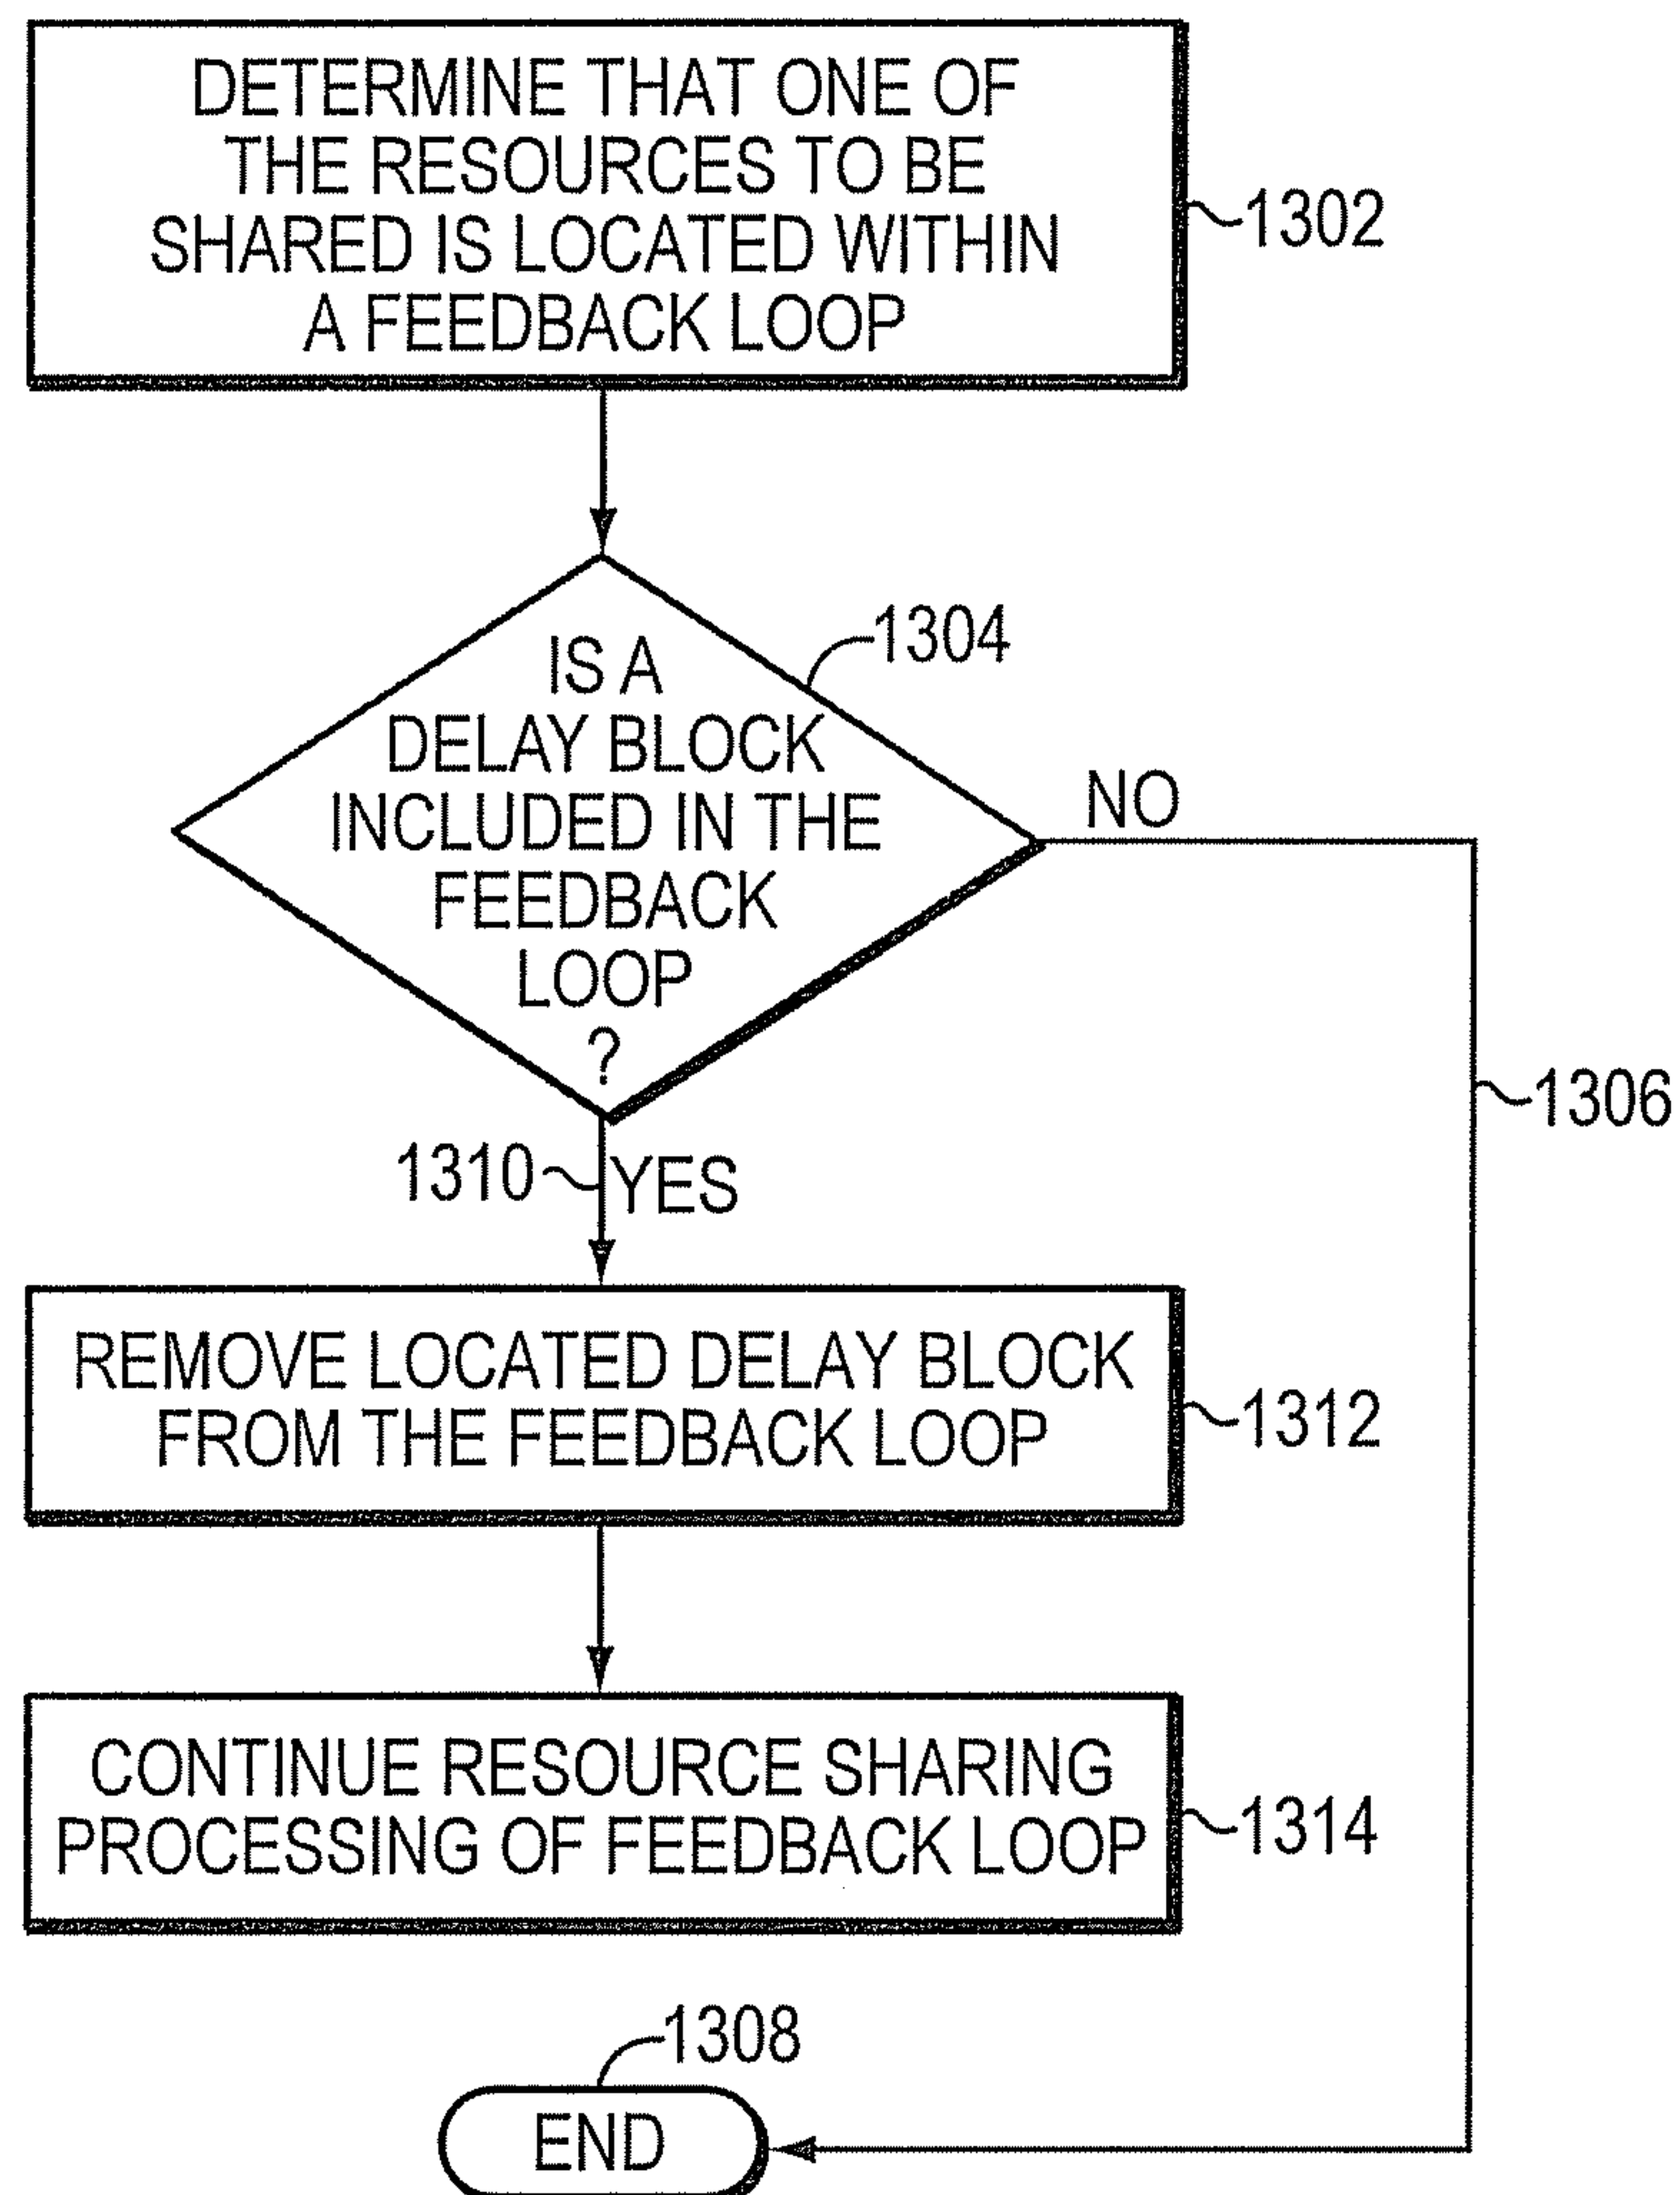 DETERMINE THAT ONE OF
THE RESOURCES TO BE
SHARED IS LOCATED WITHIN
A FEEDBACK LOOP
1302
1304
IS A
DELAY BLOCK
INCLUDED IN THE
FEEDBACK
LOOP
?
NO
1306
1310
YES
REMOVE LOCATED DELAY BLOCK
FROM THE FEEDBACK LOOP
1312
CONTINUE RESOURCE SHARING
PROCESSING OF FEEDBACK LOOP
1314
1308
END